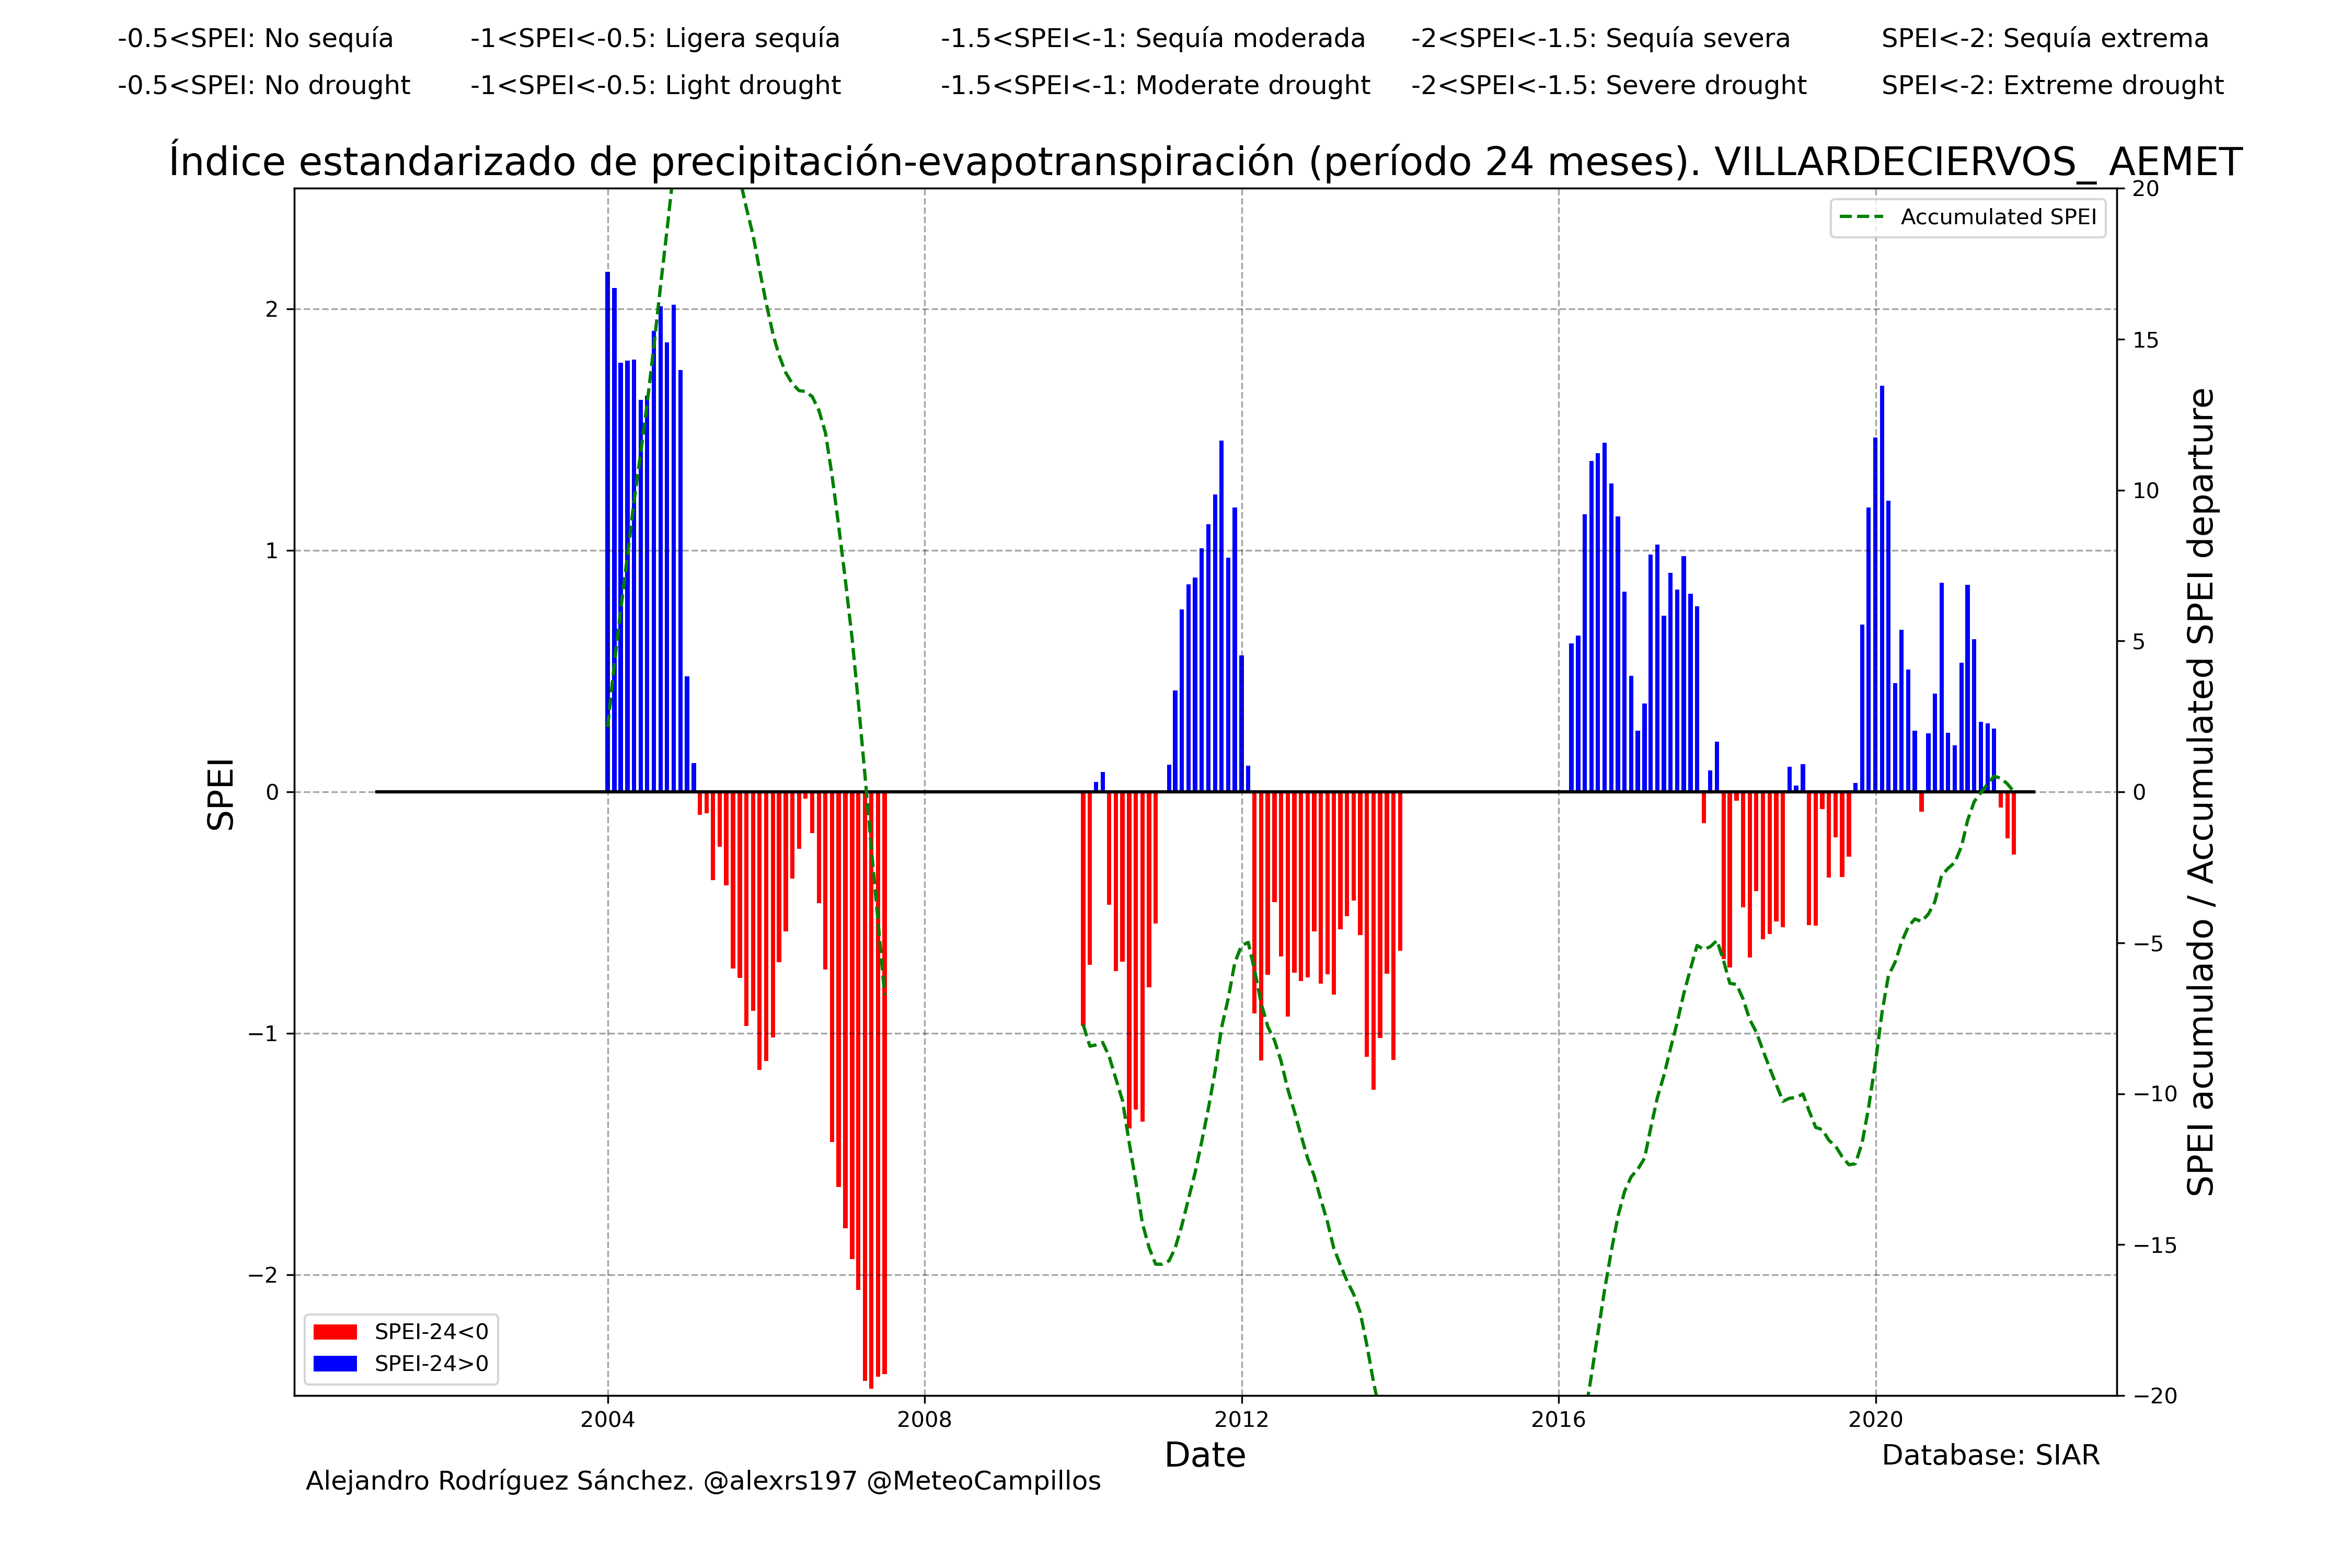 -0.5<SPEI: No sequía -1<SPEI<-0.5: Ligera sequía -1.5<SPEI<-1: Sequía moderada -2<SPEI<-1.5: Sequía severa SPEI<-2: Sequía extrema
-0.5<SPEI: No drought -1<SPEI<-0.5: Light drought -1.5<SPEI<-1: Moderate drought -2<SPEI<-1.5: Severe drought SPEI<-2: Extreme drought
Índice estandarizado de precipitación-evapotranspiración (período 24 meses). VILLARDECIERVOS_ AEMET
Accumulated SPEI
2
1
0
−1
−2
SPEI
20
15
10
5
0
−5
−10
−15
−20
SPEI acumulado / Accumulated SPEI departure
SPEI-24<0
SPEI-24>0
2004 2008 2012 2016 2020
Date
Database: SIAR
Alejandro Rodríguez Sánchez. @alexrs197 @MeteoCampillos